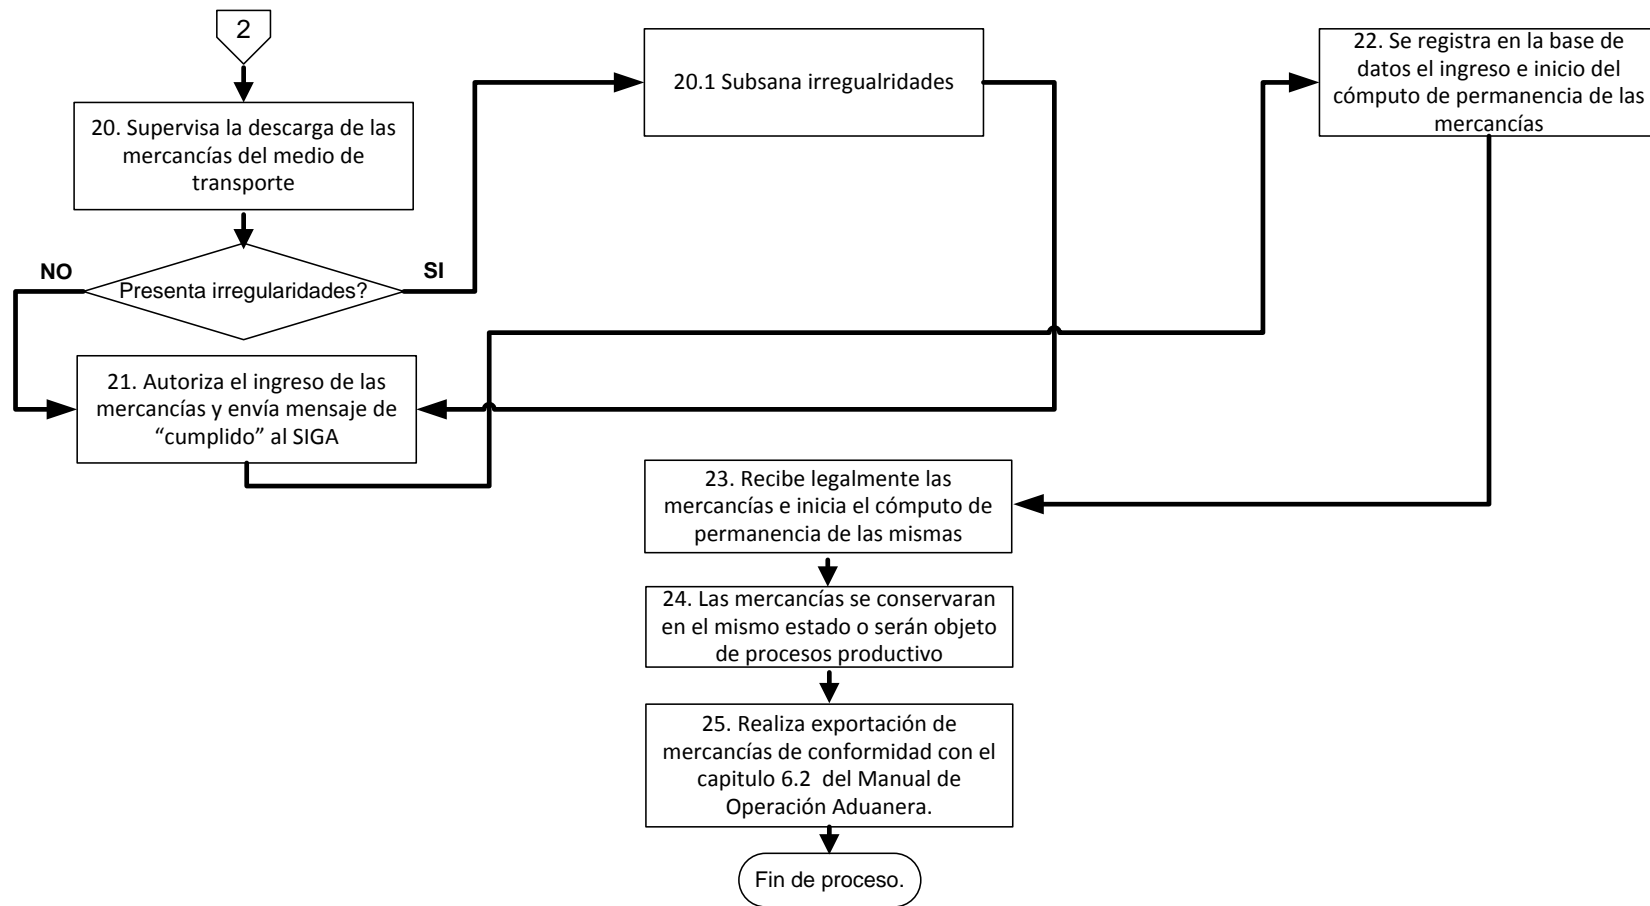 2
20. Supervisa la descarga de las
mercancías del medio de
transporte
Presenta irregularidades?
NO
SI
20.1 Subsana irregualridades
21. Autoriza el ingreso de las
mercancías y envía mensaje de
“cumplido” al SIGA
22. Se registra en la base de
datos el ingreso e inicio del
cómputo de permanencia de las
mercancías
23. Recibe legalmente las
mercancías e inicia el cómputo de
permanencia de las mismas
24. Las mercancías se conservaran
en el mismo estado o serán objeto
de procesos productivo
25. Realiza exportación de
mercancías de conformidad con el
capitulo 6.2 del Manual de
Operación Aduanera.
Fin de proceso.